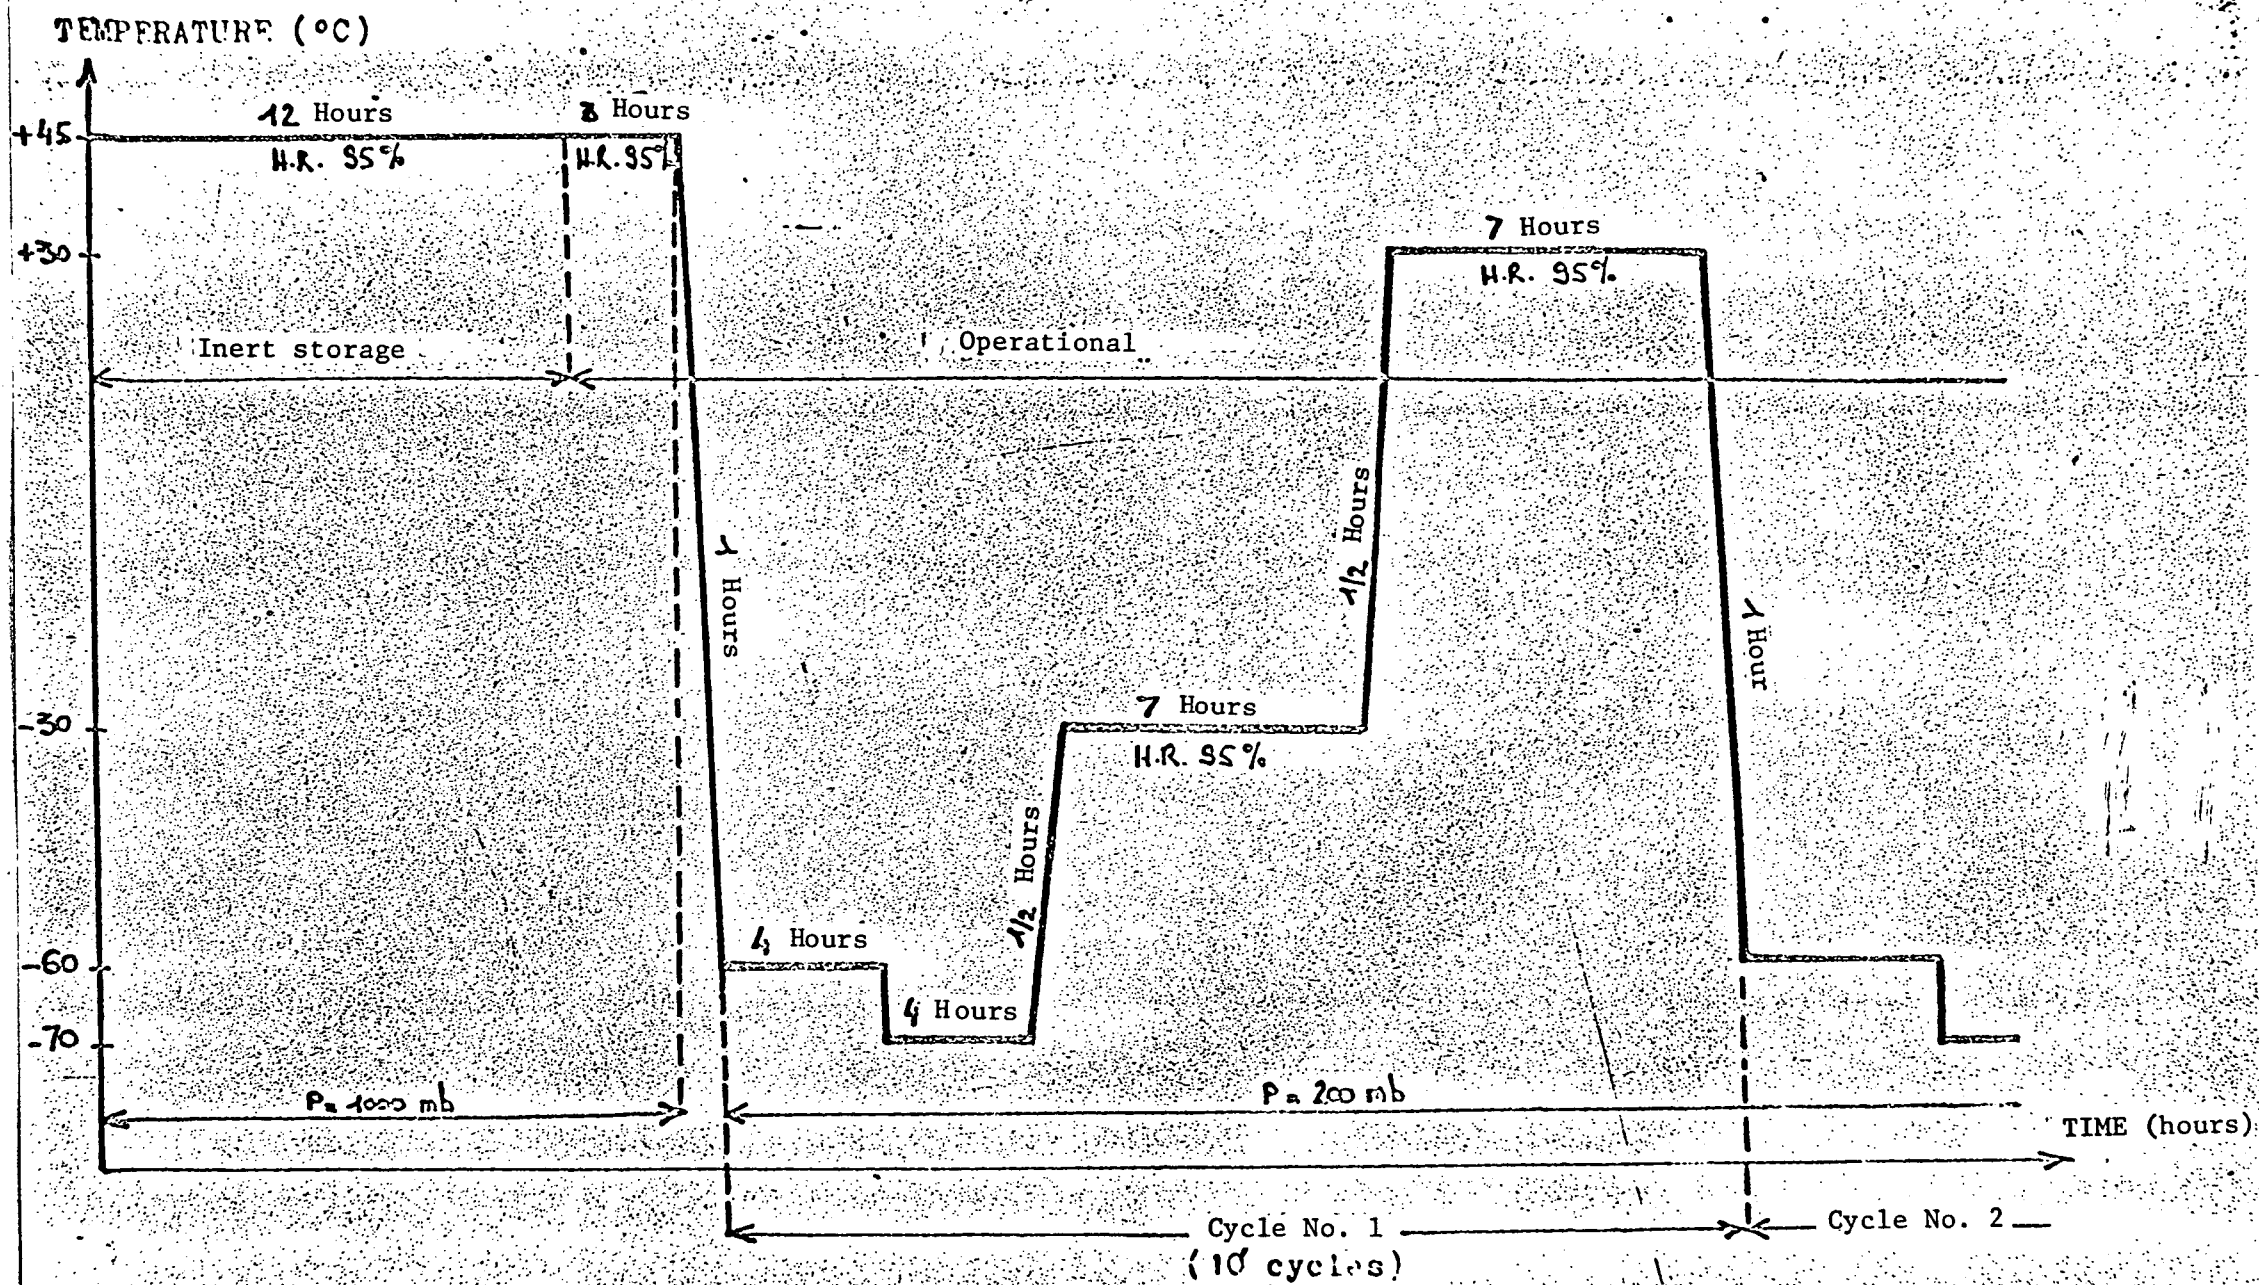 TEMPERATURE (°C)
12 Hours
3 Hours
+45
H.R. 95%
H.R. 95%
7 Hours
+30
H.R. 95%
Inert storage
Operational
1/2 Hours
1 Hours
1 Hour
-30
7 Hours
H.R. 95%
1/2 Hours
4 Hours
-60
4 Hours
-70
P = 1000 mb
P = 200 mb
TIME (hours)
Cycle No. 1
Cycle No. 2
(10 cycles)